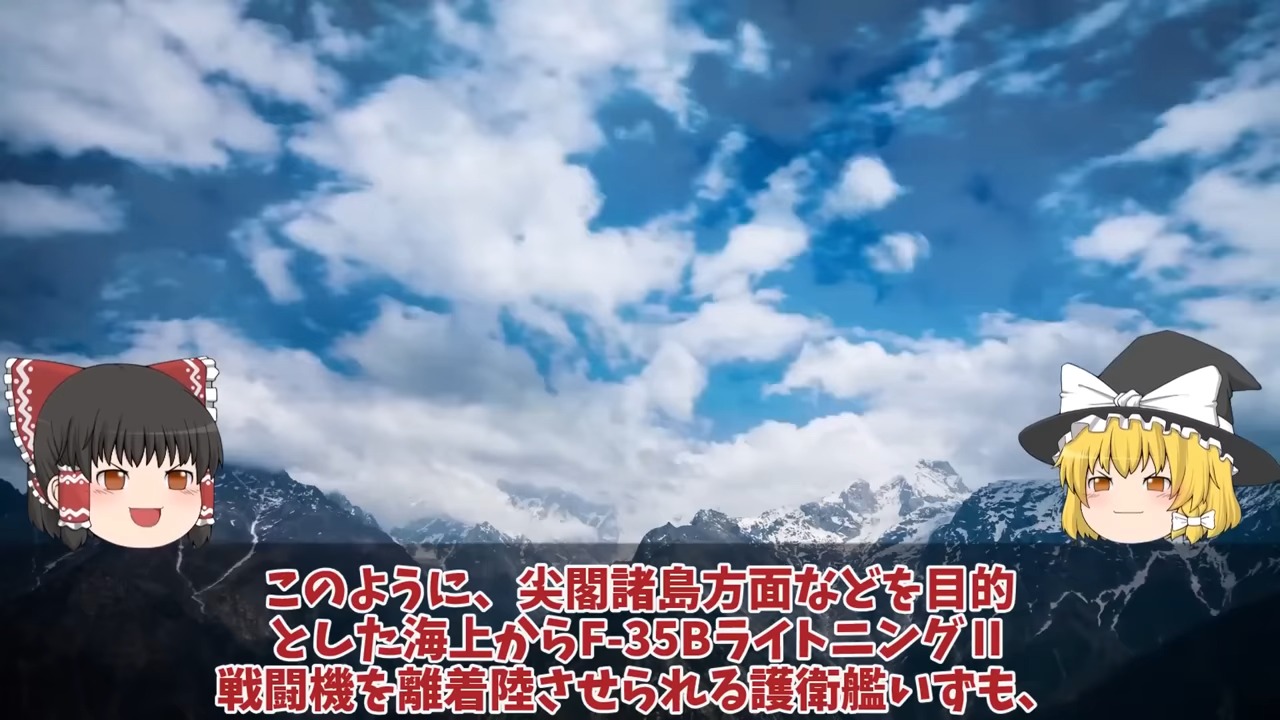 このように、尖閣諸島方面などを目的
とした海上からF-35BライトニングⅡ
戦闘機を離着陸させられる護衛艦いずも、